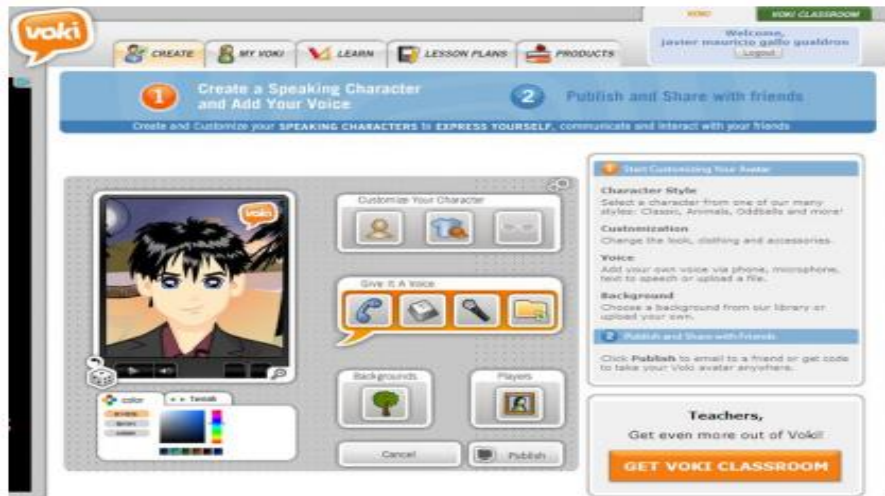 voki
VOKI
VOKI CLASSROOM
Welcome,
javier mauricio gallo gualdron
Logout
CREATE
MY VOKI
LEARN
LESSON PLANS
PRODUCTS
1
Create a Speaking Character
and Add Your Voice
2
Publish and Share with friends
Create and Customize your SPEAKING CHARACTERS to EXPRESS YOURSELF, communicate and interact with your friends
voki
Customize Your Character
Give It A Voice
Backgrounds
Players
color
Tweak
Cancel
Publish
1 Start Customizing Your Avatar
Character Style
Select a character from one of our many
styles: Classic, Animals, Oddballs and more!
Customization
Change the look, clothing and accessories.
Voice
Add your own voice via phone, microphone,
text to speech or upload a file.
Background
Choose a background from our library or
upload your own.
2 Publish and Share with Friends
Click Publish to email to a friend or get code
to take your Voki avatar anywhere.
Teachers,
Get even more out of Voki!
GET VOKI CLASSROOM